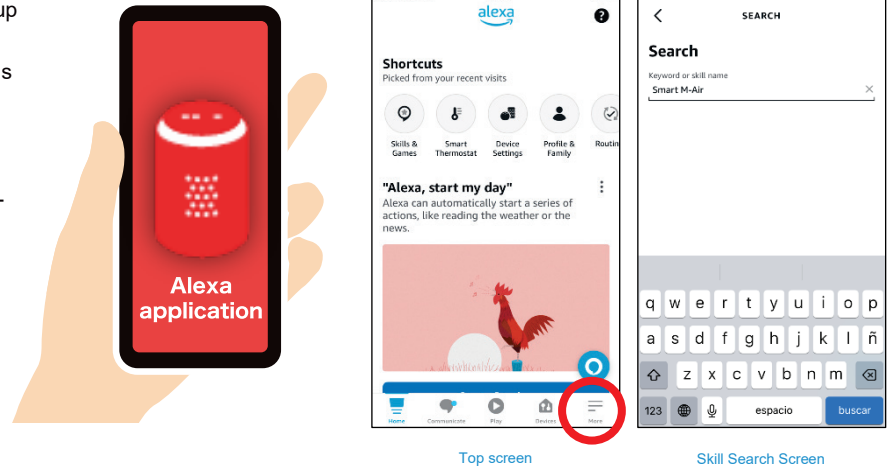 up
s
Alexa
application
alexa
?
Shortcuts
Picked from your recent visits
Skills &
Games
Smart
Thermostat
Device
Settings
Profile &
Family
Routin
"Alexa, start my day"
Alexa can automatically start a series of
actions, like reading the weather or the
news.
Home
Communicate
Play
Devices
More
Top screen
SEARCH
Search
Keyword or skill name
Smart M-Air
q w e r t y u i o p
a s d f g h j k l ñ
z x c v b n m
123
espacio
buscar
Skill Search Screen